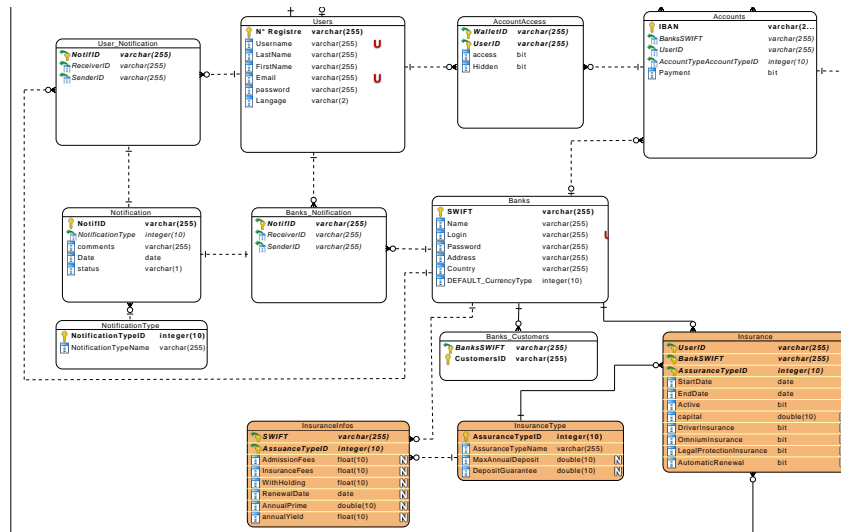 Users
N° Registre varchar(255)
Username varchar(255) U
LastName varchar(255)
FirstName varchar(255)
Email varchar(255) U
password varchar(255)
Langage varchar(2)
AccountAccess
WalletID varchar(255)
UserID varchar(255)
access bit
Hidden bit
Accounts
IBAN varchar(2...
BanksSWIFT varchar(255)
UserID varchar(255)
AccountTypeAccountTypeID integer(10)
Payment bit
User_Notification
NotifID varchar(255)
ReceiverID varchar(255)
SenderID varchar(255)
Notification
NotifID varchar(255)
NotificationType integer(10)
comments varchar(255)
Date date
status varchar(1)
Banks_Notification
NotifID varchar(255)
ReceiverID varchar(255)
SenderID varchar(255)
Banks
SWIFT varchar(255)
Name varchar(255)
Login varchar(255) U
Password varchar(255)
Address varchar(255)
Country varchar(255)
DEFAULT_CurrencyType integer(10)
NotificationType
NotificationTypeID integer(10)
NotificationTypeName varchar(255)
Banks_Customers
BanksSWIFT varchar(255)
CustomersID varchar(255)
Insurance
UserID varchar(255)
BankSWIFT varchar(255)
AssuranceTypeID integer(10)
StartDate date
EndDate date
Active bit
capital double(10)
DriverInsurance bit
OmniumInsurance bit
LegalProtectionInsurance bit
AutomaticRenewal bit
InsuranceInfos
SWIFT varchar(255)
AssuanceTypeID integer(10)
AdmissionFees float(10) N
InsuranceFees float(10) N
WithHolding float(10) N
RenewalDate date N
AnnualPrime double(10) N
annualYield float(10) N
InsuranceType
AssuranceTypeID integer(10)
AssuranceTypeName varchar(255)
MaxAnnualDeposit double(10) N
DepositGuarantee double(10) N